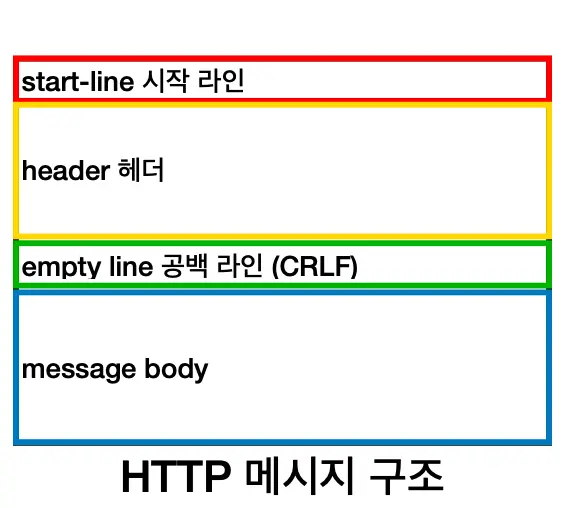 start-line 시작 라인
header 헤더
empty line 공백 라인 (CRLF)
message body
HTTP 메시지 구조